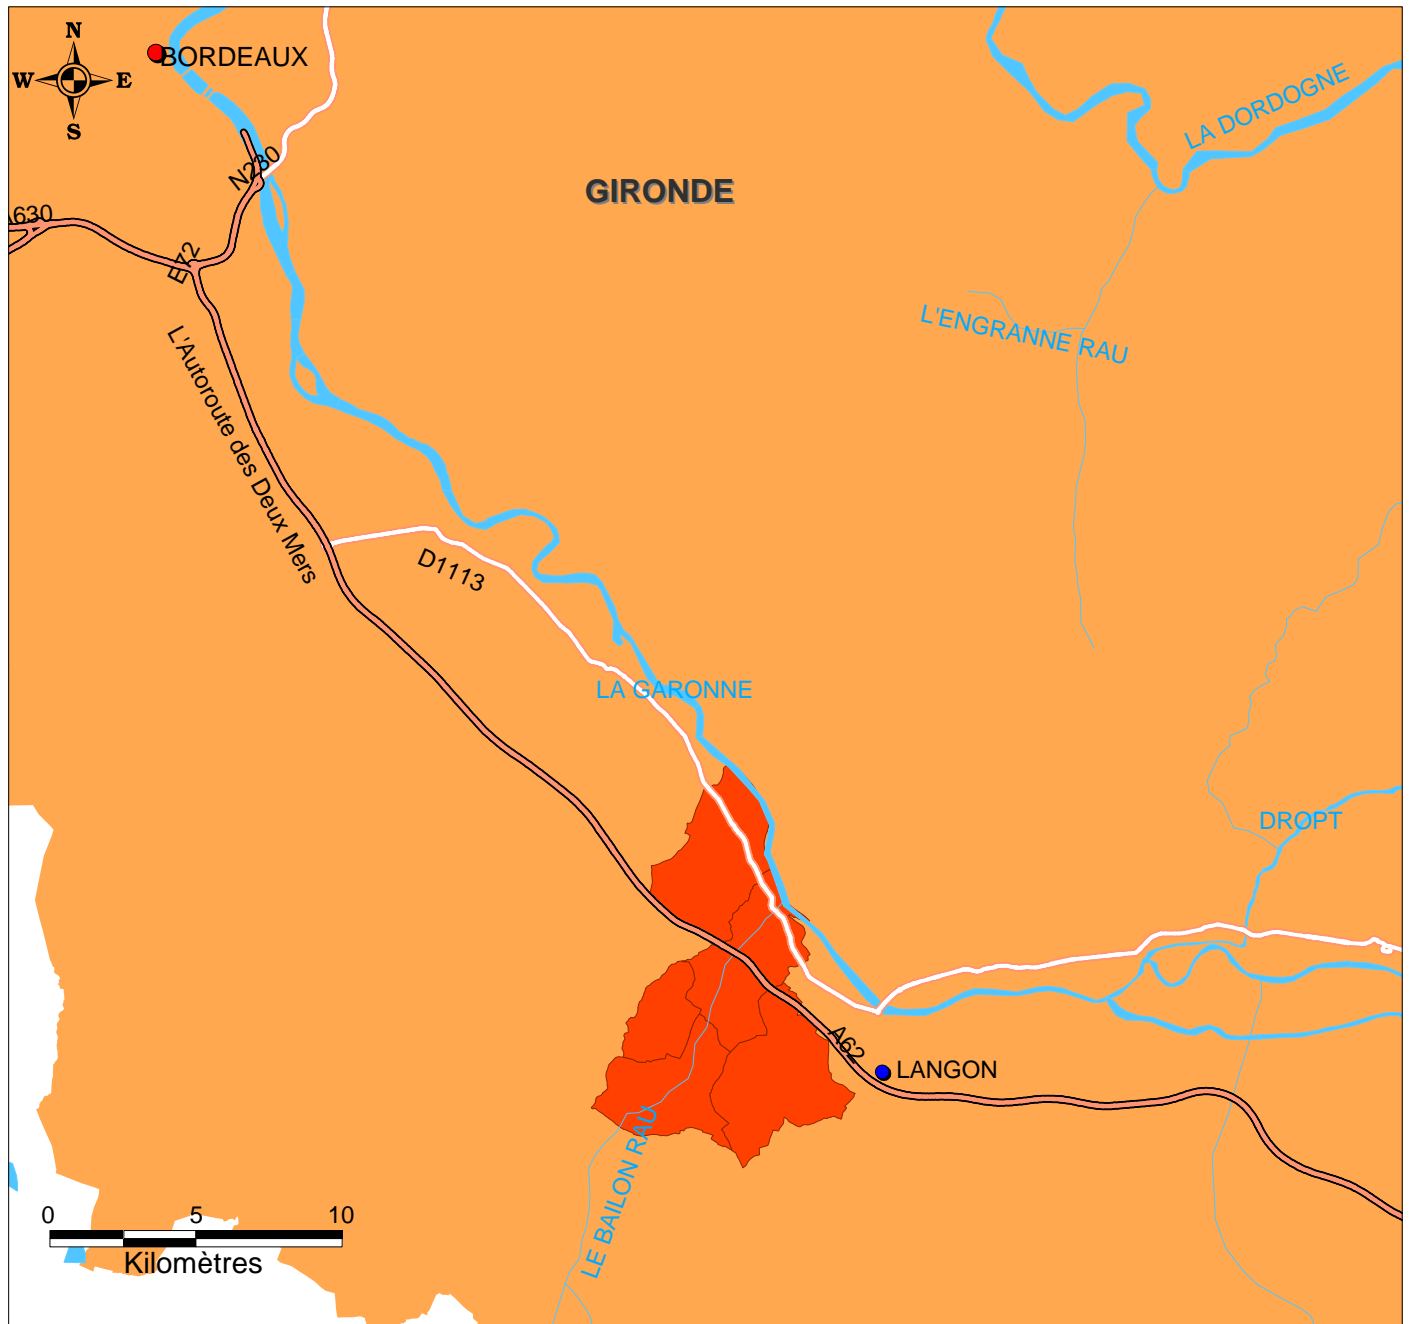 N
W E
S
BORDEAUX
LA DORDOGNE
N230
GIRONDE
A630
E72
L'ENGRANNE RAU
L'Autoroute des Deux Mers
D1113
LA GARONNE
DROPT
A62
LANGON
LE BAILON RAU
0 5 10
Kilomètres